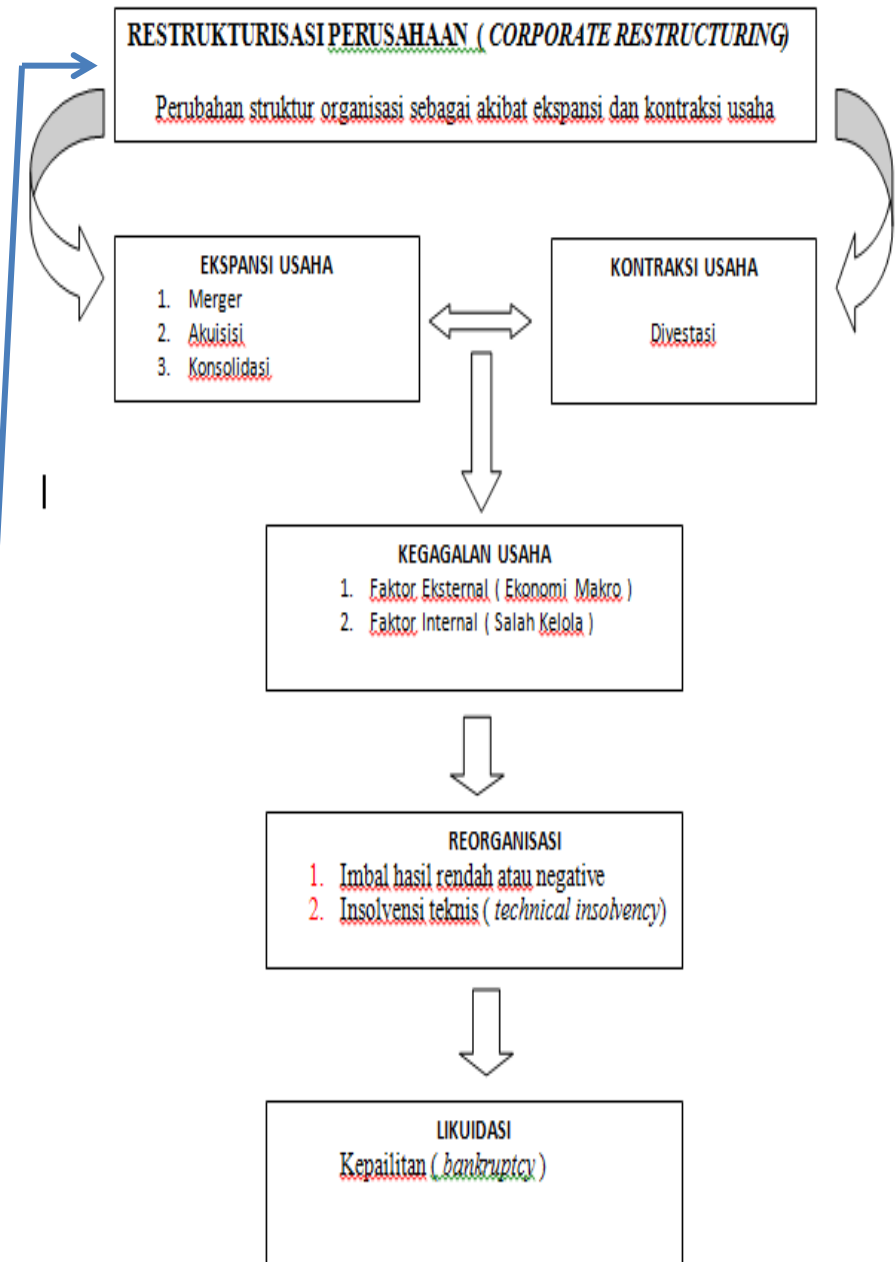 RESTRUKTURISASI PERUSAHAAN ( CORPORATE RESTRUCTURING)
Perubahan struktur organisasi sebagai akibat ekspansi dan kontraksi usaha
EKSPANSI USAHA
1. Merger
2. Akuisisi
3. Konsolidasi
KONTRAKSI USAHA
Divestasi
KEGAGALAN USAHA
1. Faktor Eksternal ( Ekonomi Makro )
2. Faktor Internal ( Salah Kelola )
REORGANISASI
1. Imbal hasil rendah atau negative
2. Insolvensi teknis ( technical insolvency)
LIKUIDASI
Kepailitan ( bankruptcy )